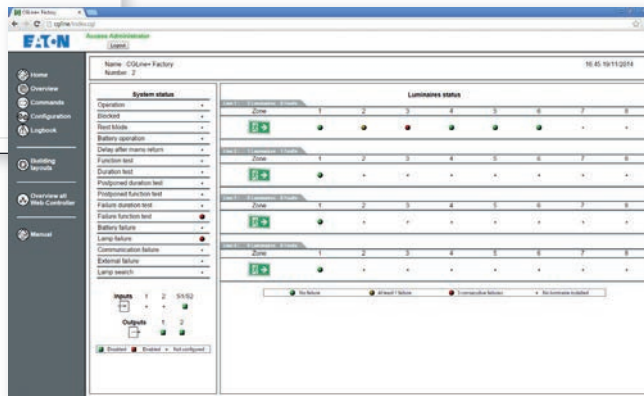 CGLine+ Factory
cgline/index.cgi
EATON
Access Administrator
Logout
Name CGLine+ Factory
Number 2
16:45 19/11/2014
Home
Overview
Commands
Configuration
Logbook
Building
layouts
Overview all
Web Controller
Manual
System status
Operation
Blocked
Rest Mode
Battery operation
Delay after mains return
Function test
Duration test
Postponed duration test
Postponed function test
Failure duration test
Failure function test
Battery failure
Lamp failure
Communication failure
External failure
Lamp search
Inputs 1 2 S1/S2
Outputs 1 2
Disabled Enabled Not configured
Luminaires status
Zone 1 2 3 4 5 6 7 8
Zone 1 2 3 4 5 6 7 8
Zone 1 2 3 4 5 6 7 8
Zone 1 2 3 4 5 6 7 8
No failure At least 1 failure 3 consecutive failures No luminaire installed